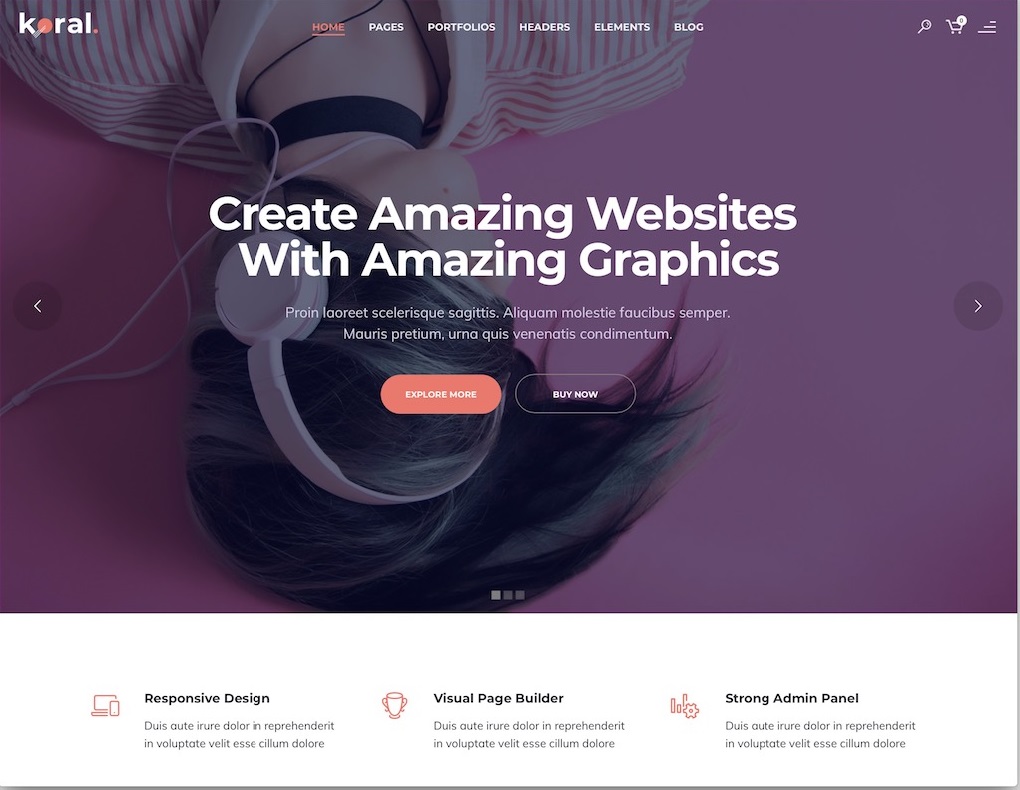 koral.
HOME PAGES PORTFOLIOS HEADERS ELEMENTS BLOG
0
Create Amazing Websites
With Amazing Graphics
Proin laoreet scelerisque sagittis. Aliquam molestie faucibus semper.
Mauris pretium, urna quis venenatis condimentum.
EXPLORE MORE BUY NOW
Responsive Design
Duis aute irure dolor in reprehenderit
in voluptate velit esse cillum dolore
Visual Page Builder
Duis aute irure dolor in reprehenderit
in voluptate velit esse cillum dolore
Strong Admin Panel
Duis aute irure dolor in reprehenderit
in voluptate velit esse cillum dolore